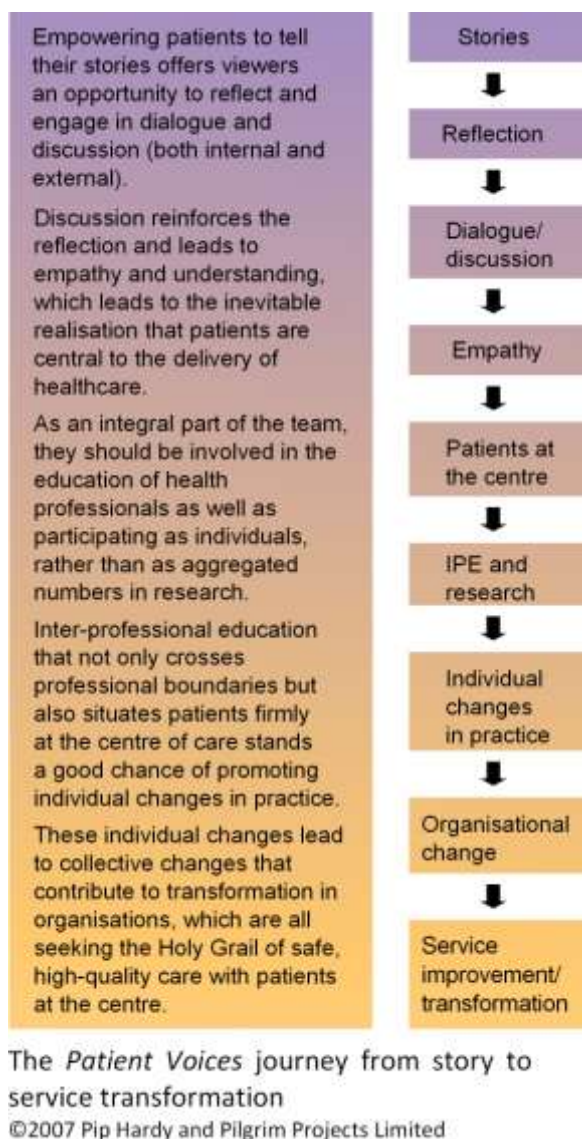 Empowering patients to tell
their stories offers viewers
an opportunity to reflect and
engage in dialogue and
discussion (both internal and
external).
Discussion reinforces the
reflection and leads to
empathy and understanding,
which leads to the inevitable
realisation that patients are
central to the delivery of
healthcare.
As an integral part of the team,
they should be involved in the
education of health
professionals as well as
participating as individuals,
rather than as aggregated
numbers in research.
Inter-professional education
that not only crosses
professional boundaries but
also situates patients firmly
at the centre of care stands
a good chance of promoting
individual changes in practice.
These individual changes lead
to collective changes that
contribute to transformation in
organisations, which are all
seeking the Holy Grail of safe,
high-quality care with patients
at the centre.
Stories
Reflection
Dialogue/
discussion
Empathy
Patients at
the centre
IPE and
research
Individual
changes
in practice
Organisational
change
Service
improvement/
transformation
The Patient Voices journey from story to
service transformation
©2007 Pip Hardy and Pilgrim Projects Limited